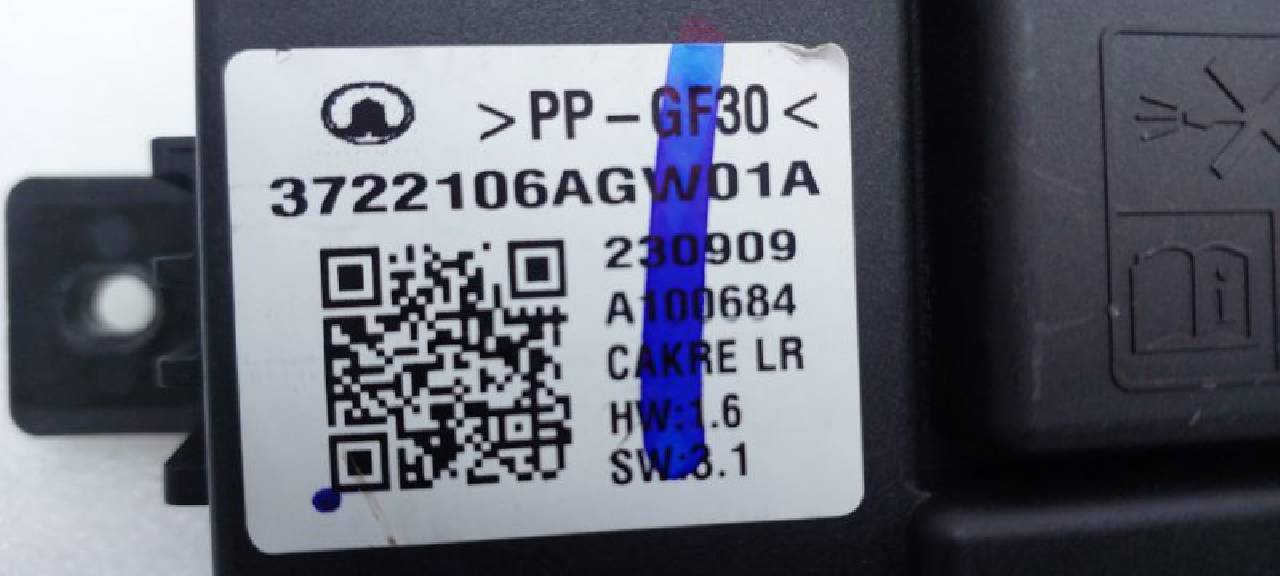 >PP-GF30<
3722106AGW01A
230909
A100684
CAKRE LR
HW:1.6
SW:3.1